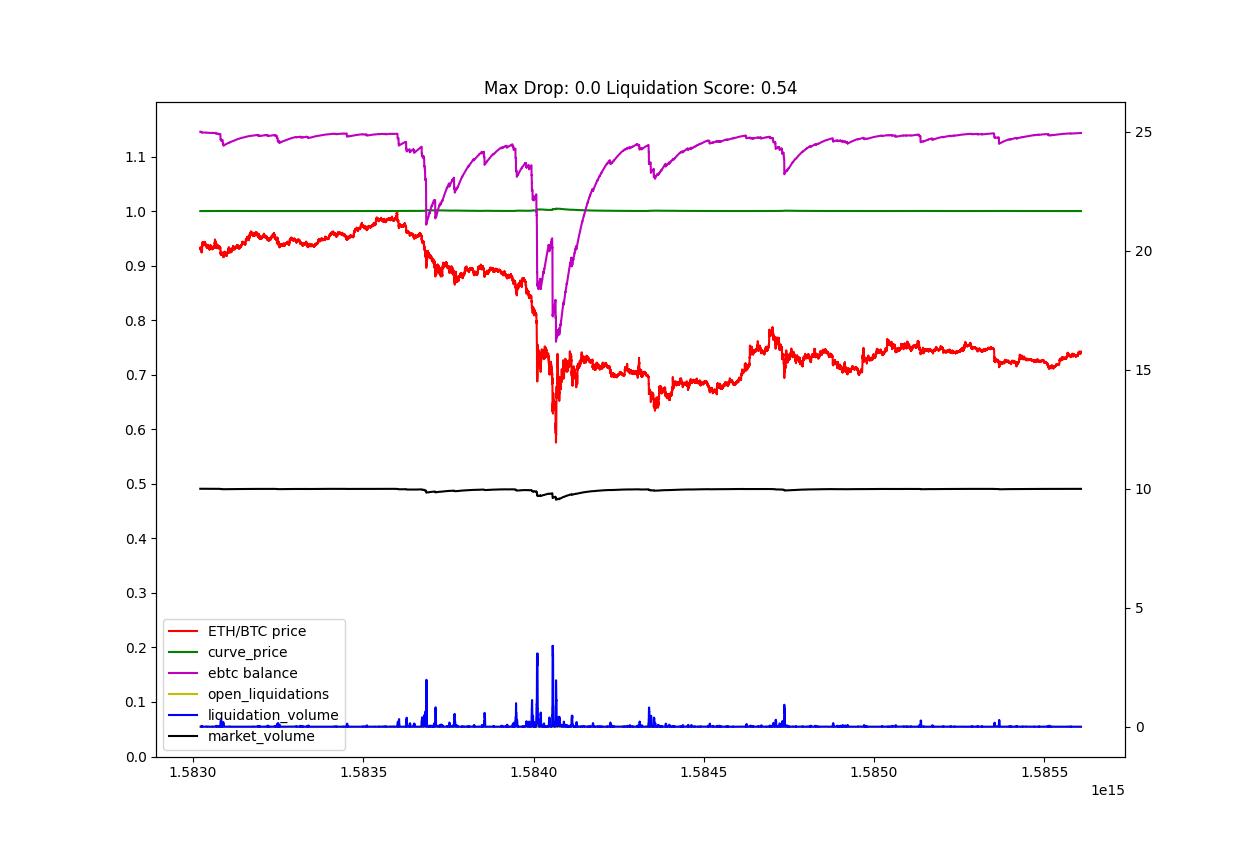 Max Drop: 0.0 Liquidation Score: 0.54
1.1
1.0
0.9
0.8
0.7
0.6
0.5
0.4
0.3
0.2
0.1
0.0
25
20
15
10
5
0
ETH/BTC price
curve_price
ebtc balance
open_liquidations
liquidation_volume
market_volume
1.5830 1.5835 1.5840 1.5845 1.5850 1.5855
1e15